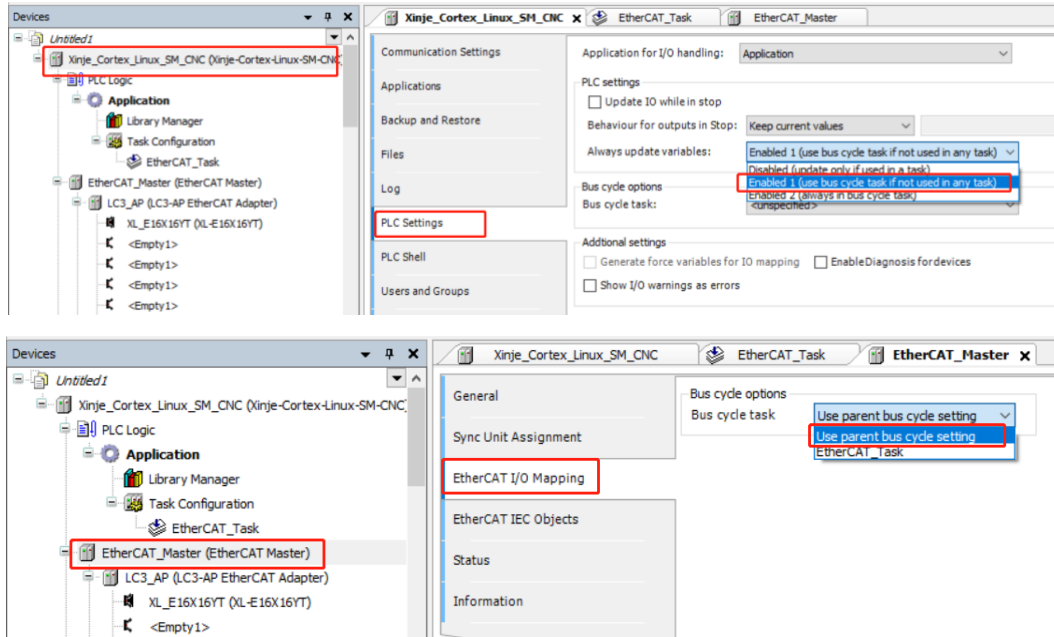 Devices
Untitled1
Xinje_Cortex_Linux_SM_CNC (Xinje-Cortex-Linux-SM-CNC
PLC Logic
Application
Library Manager
Task Configuration
EtherCAT_Task
EtherCAT_Master (EtherCAT Master)
LC3_AP (LC3-AP EtherCAT Adapter)
XL_E16X16YT (XL-E16X16YT)
<Empty1>
<Empty1>
<Empty1>
<Empty1>
Xinje_Cortex_Linux_SM_CNC EtherCAT_Task EtherCAT_Master
Communication Settings
Applications
Backup and Restore
Files
Log
PLC Settings
PLC Shell
Users and Groups
Application for I/O handling: Application
PLC settings
Update IO while in stop
Behaviour for outputs in Stop: Keep current values
Always update variables: Enabled 1 (use bus cycle task if not used in any task)
Disabled (update only if used in a task)
Enabled 1 (use bus cycle task if not used in any task)
Enabled 2 (always in bus cycle task)
Bus cycle options
Bus cycle task: <unspecified>
Addtional settings
Generate force variables for IO mapping EnableDiagnosis fordevices
Show I/O warnings as errors
Devices
Untitled1
Xinje_Cortex_Linux_SM_CNC (Xinje-Cortex-Linux-SM-CNC
PLC Logic
Application
Library Manager
Task Configuration
EtherCAT_Task
EtherCAT_Master (EtherCAT Master)
LC3_AP (LC3-AP EtherCAT Adapter)
XL_E16X16YT (XL-E16X16YT)
<Empty1>
Xinje_Cortex_Linux_SM_CNC EtherCAT_Task EtherCAT_Master
General
Sync Unit Assignment
EtherCAT I/O Mapping
EtherCAT IEC Objects
Status
Information
Bus cycle options
Bus cycle task Use parent bus cycle setting
Use parent bus cycle setting
EtherCAT_Task